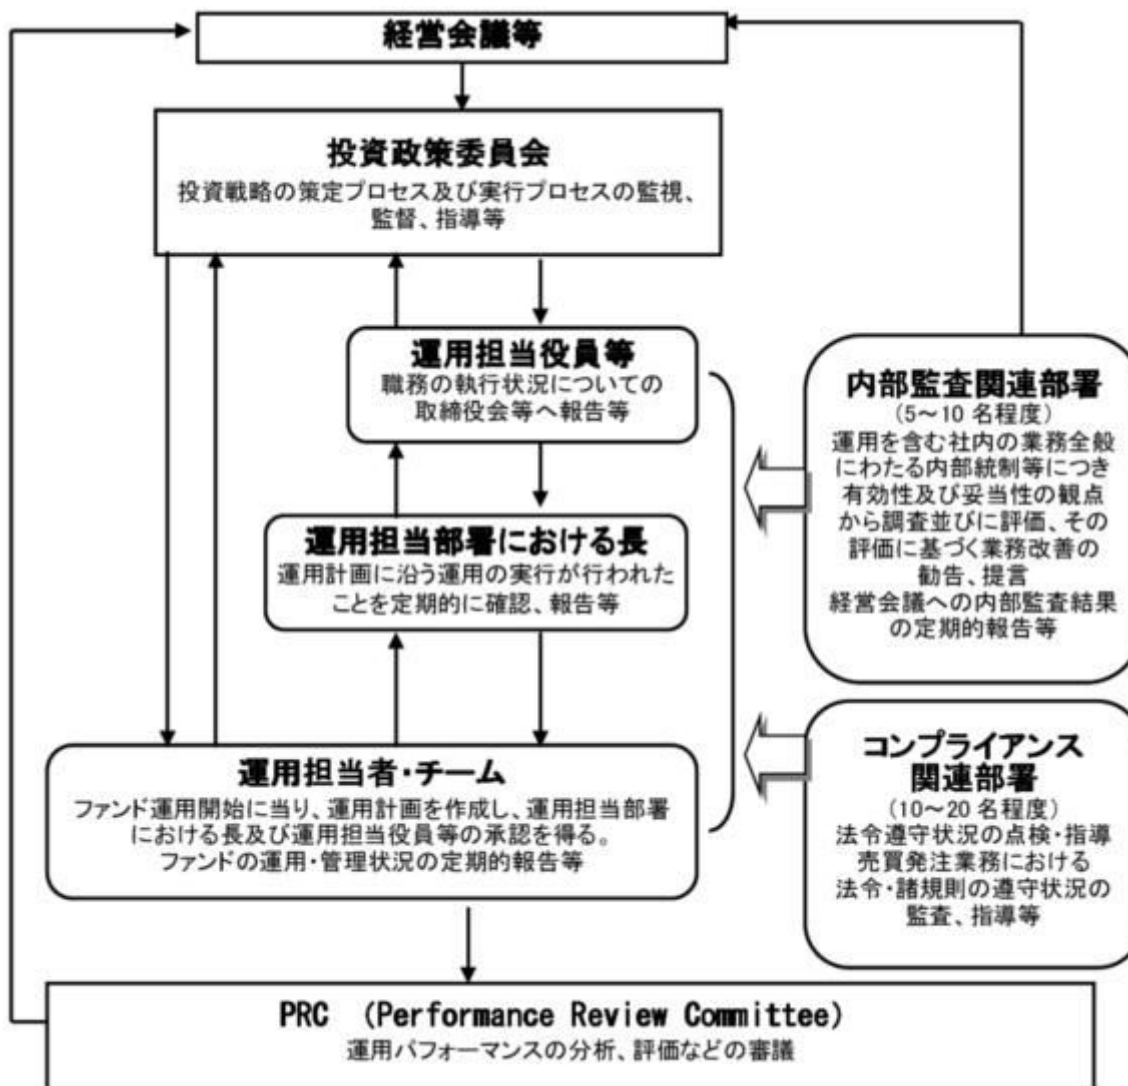 経営会議等
投資政策委員会
投資戦略の策定プロセス及び実行プロセスの監視、
監督、指導等
運用担当役員等
職務の執行状況についての
取締役会等へ報告等
運用担当部署における長
運用計画に沿う運用の実行が行われた
ことを定期的に確認、報告等
運用担当者・チーム
ファンド運用開始に当り、運用計画を作成し、運用担当部署
における長及び運用担当役員等の承認を得る。
ファンドの運用・管理状況の定期的報告等
内部監査関連部署
(5～10 名程度)
運用を含む社内の業務全般
にわたる内部統制等につき
有効性及び妥当性の観点
から調査並びに評価、その
評価に基づく業務改善の
勧告、提言
経営会議への内部監査結果
の定期的報告等
コンプライアンス
関連部署
(10～20 名程度)
法令遵守状況の点検・指導
売買発注業務における
法令・諸規則の遵守状況の
監査、指導等
PRC （Performance Review Committee）
運用パフォーマンスの分析、評価などの審議